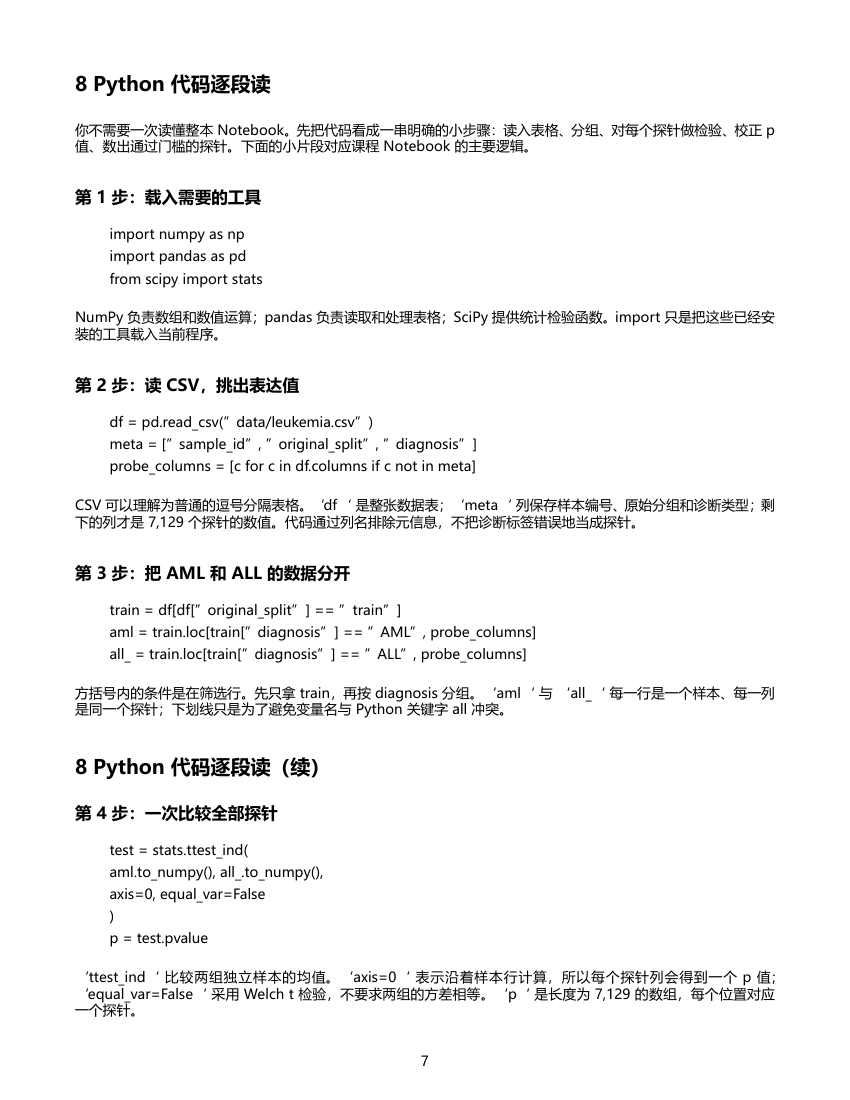 8 Python 代码逐段读
你不需要一次读懂整本 Notebook。先把代码看成一串明确的小步骤：读入表格、分组、对每个探针做检验、校正 p
值、数出通过门槛的探针。下面的小片段对应课程 Notebook 的主要逻辑。
第 1 步：载入需要的工具
import numpy as np
import pandas as pd
from scipy import stats
NumPy 负责数组和数值运算；pandas 负责读取和处理表格；SciPy 提供统计检验函数。import 只是把这些已经安
装的工具载入当前程序。
第 2 步：读 CSV，挑出表达值
df = pd.read_csv(”data/leukemia.csv”)
meta = [”sample_id”, ”original_split”, ”diagnosis”]
probe_columns = [c for c in df.columns if c not in meta]
CSV 可以理解为普通的逗号分隔表格。‘df‘ 是整张数据表；‘meta‘ 列保存样本编号、原始分组和诊断类型；剩
下的列才是 7,129 个探针的数值。代码通过列名排除元信息，不把诊断标签错误地当成探针。
第 3 步：把 AML 和 ALL 的数据分开
train = df[df[”original_split”] == ”train”]
aml = train.loc[train[”diagnosis”] == ”AML”, probe_columns]
all_ = train.loc[train[”diagnosis”] == ”ALL”, probe_columns]
方括号内的条件是在筛选行。先只拿 train，再按 diagnosis 分组。‘aml‘ 与 ‘all_‘ 每一行是一个样本、每一列
是同一个探针；下划线只是为了避免变量名与 Python 关键字 all 冲突。
8 Python 代码逐段读（续）
第 4 步：一次比较全部探针
test = stats.ttest_ind(
aml.to_numpy(), all_.to_numpy(),
axis=0, equal_var=False
)
p = test.pvalue
‘ttest_ind‘ 比较两组独立样本的均值。‘axis=0‘ 表示沿着样本行计算，所以每个探针列会得到一个 p 值；
‘equal_var=False‘ 采用 Welch t 检验，不要求两组的方差相等。‘p‘ 是长度为 7,129 的数组，每个位置对应
一个探针。
7